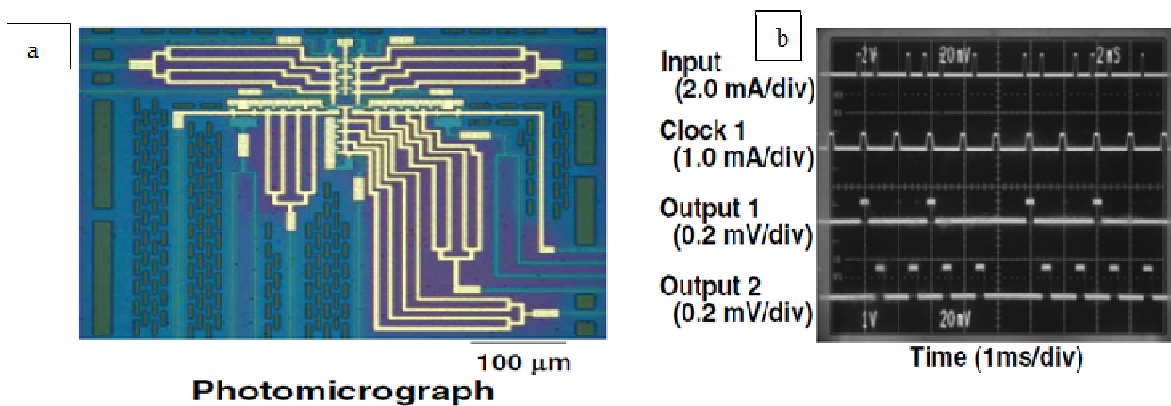 a
100 μm
Photomicrograph
b
Input
(2.0 mA/div)
Clock 1
(1.0 mA/div)
Output 1
(0.2 mV/div)
Output 2
(0.2 mV/div)
2V 20mV 2mS
1V 20mV
Time (1ms/div)